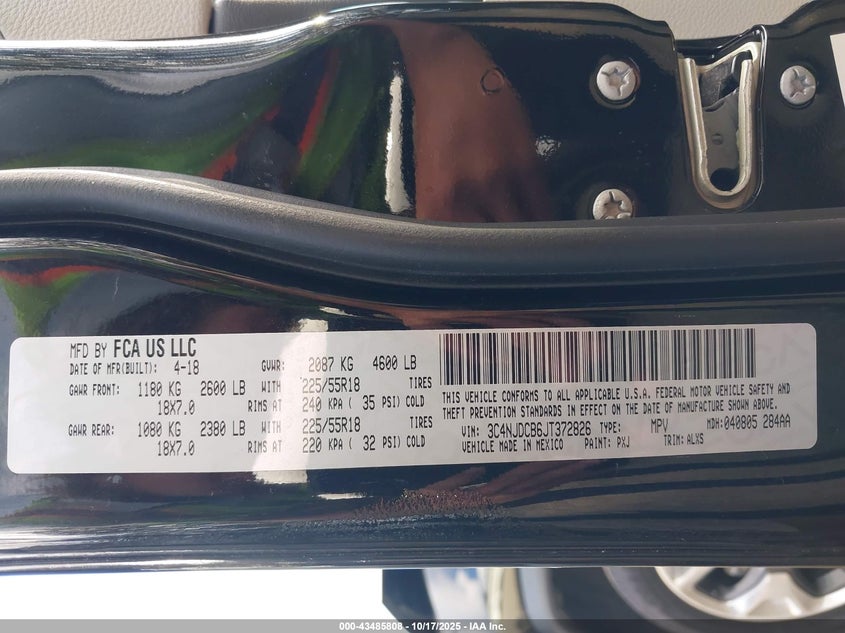 MFD BY FCA US LLC
DATE OF MFR(BUILT): 4-18 GVWR: 2087 KG 4600 LB
GAWR FRONT: 1180 KG 2600 LB WITH 225/55R18 TIRES
18X7.0 RIMS AT 240 KPA ( 35 PSI) COLD
GAWR REAR: 1080 KG 2380 LB WITH 225/55R18 TIRES
18X7.0 RIMS AT 220 KPA ( 32 PSI) COLD
THIS VEHICLE CONFORMS TO ALL APPLICABLE U.S.A. FEDERAL MOTOR VEHICLE SAFETY AND
THEFT PREVENTION STANDARDS IN EFFECT ON THE DATE OF MANUFACTURE SHOWN ABOVE.
VIN: 3C4NJDCB6JT372826 TYPE: MPV MDH:040805 284AA
VEHICLE MADE IN MEXICO PAINT: PXJ TRIM: ALXS
000-43485808 - 10/17/2025 - IAA Inc.